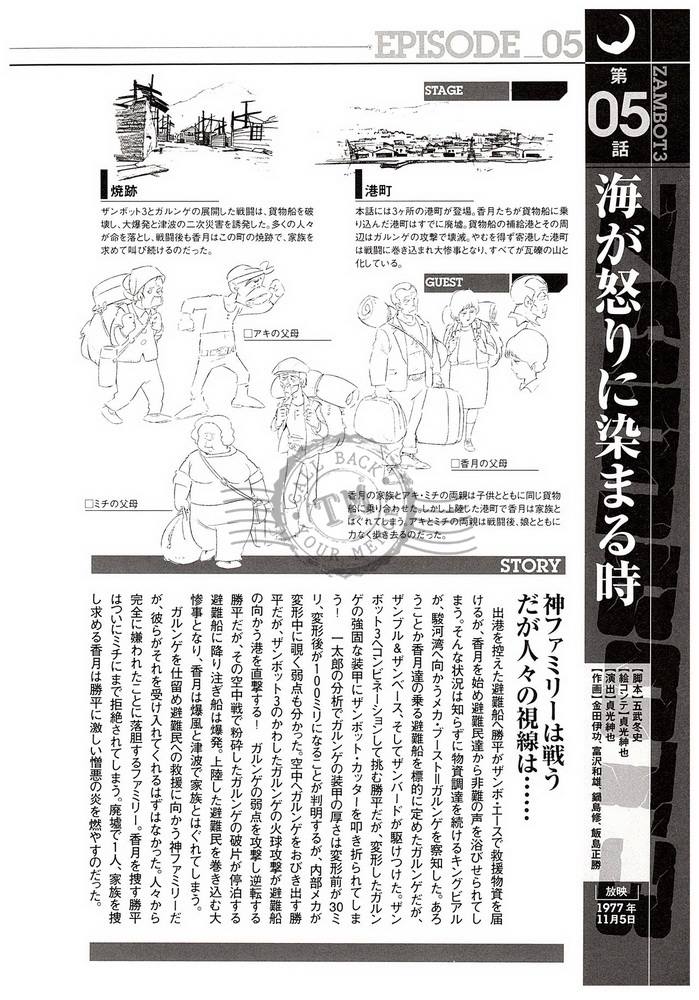 EPISODE_05
ZAMBOT3
第
05
話
海が怒りに染まる時
【脚本】五武冬史
【絵コンテ】貞光紳也
【演出】貞光紳也
【作画】金田伊功、富沢和雄、鍋島修、飯島正勝
放映
1977年
11月5日
STAGE
焼跡
ザンボット3とガルンゲの展開した戦闘は、貨物船を破
壊し、大爆発と津波の二次災害を誘発した。多くの人々
が命を落とし、戦闘後も香月はこの町の焼跡で、家族を
求めて叫び続けるのだった。
港町
本話には3ヶ所の港町が登場。香月たちが貨物船に乗
り込んだ港町はすでに廃墟。貨物船の補給港とその周
辺はガルンゲの攻撃で壊滅。やむを得ず寄港した港町
は戦闘に巻き込まれ大惨事となり、すべてが瓦礫の山と
化している。
GUEST
□アキの父母
□香月の父母
□ミチの父母
香月の家族とアキ・ミチの両親は子供とともに同じ貨物
船に乗り合わせた。しかし上陸した港町で香月は家族と
はぐれてしまう。アキとミチの両親は戦闘後、娘とともに
力なく歩き去るのだった。
CALL BACK
TV
YOUR ME
STORY
神ファミリーは戦う
だが人々の視線は……
出港を控えた避難船へ勝平がザンボ・エースで救援物資を届
けるが、香月を始め避難民達から非難の声を浴びせられてし
まう。そんな状況は知らずに物資調達を続けるキングビアル
が、駿河湾へ向かうメカ・ブースト=ガルンゲを察知した。あろ
うことか香月達の乗る避難船を標的に定めたガルンゲだが、
ザンブル&ザンベース、そしてザンバードが駆けつけた。ザン
ボット3へコンビネーションして挑む勝平だが、変形したガルン
ゲの強固な装甲にザンボット・カッターを叩き折られてしま
う！　一太郎の分析でガルンゲの装甲の厚さは変形前が30ミ
リ、変形後が100ミリになることが判明するが、内部メカが
変形中に覗く弱点も分かった。空中へガルンゲをおびき出す勝
平だが、ザンボット3のかわしたガルンゲの火球攻撃が避難船
の向かう港を直撃する！　ガルンゲの弱点を攻撃し逆転する
勝平だが、その空中戦で粉砕したガルンゲの破片が停泊する
避難船に降り注ぎ船は爆発。上陸した避難民を巻き込む大
惨事となり、香月は爆風と津波で家族とはぐれてしまう。
ガルンゲを仕留め避難民への救援に向かう神ファミリーだ
が、彼らがそれを受け入れてくれるはずはなかった。人々から
完全に嫌われたことに落胆するファミリー。香月を捜す勝平
はついにミチにまで拒絶されてしまう。廃墟で1人、家族を捜
し求める香月は勝平に激しい憎悪の炎を燃やすのだった。